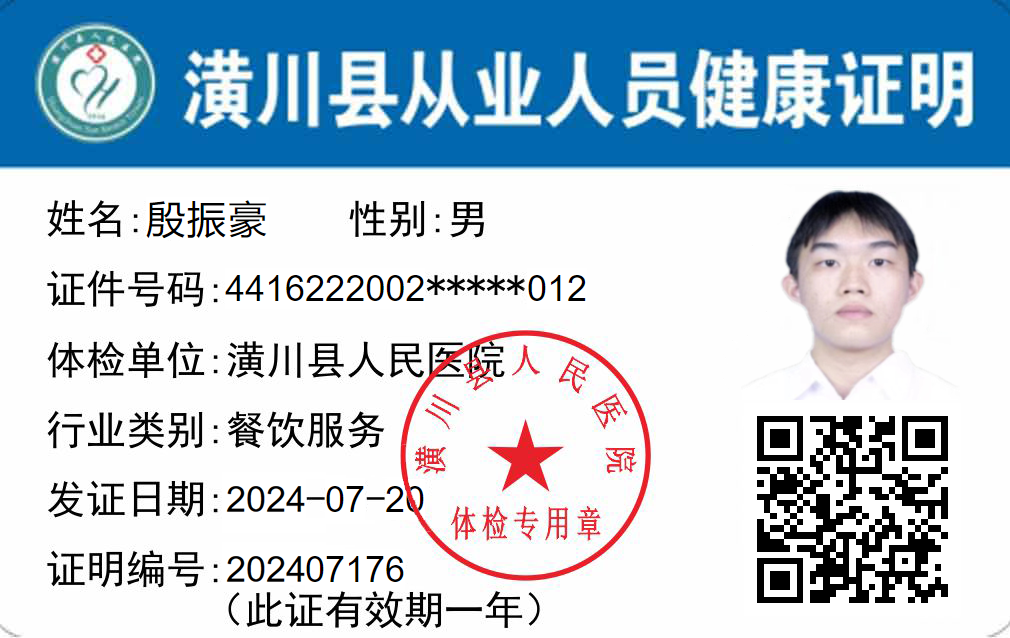 潢川县从业人员健康证明
姓名:殷振豪 性别:男
证件号码:4416222002*****012
体检单位:潢川县人民医院
行业类别:餐饮服务
发证日期:2024-07-20
证明编号:202407176
(此证有效期一年)
潢川县人民医院
体检专用章